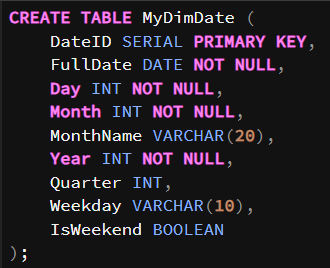 CREATE TABLE MyDimDate (
    DateID SERIAL PRIMARY KEY,
    FullDate DATE NOT NULL,
    Day INT NOT NULL,
    Month INT NOT NULL,
    MonthName VARCHAR(20),
    Year INT NOT NULL,
    Quarter INT,
    Weekday VARCHAR(10),
    IsWeekend BOOLEAN
);